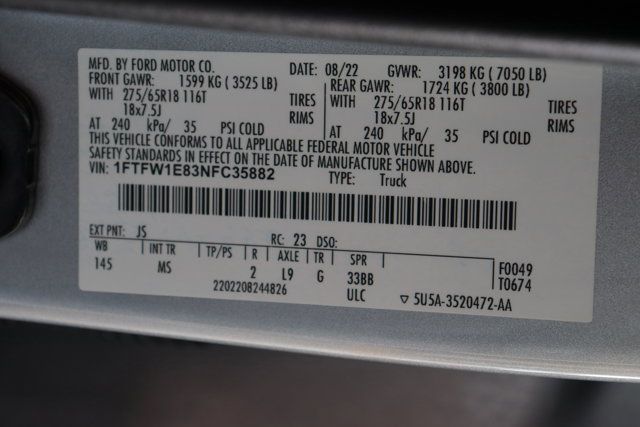 MFD. BY FORD MOTOR CO. DATE: 08/22 GVWR: 3198 KG ( 7050 LB)
FRONT GAWR: 1599 KG ( 3525 LB) REAR GAWR: 1724 KG ( 3800 LB)
WITH 275/65R18 116T TIRES WITH 275/65R18 116T TIRES
18x7.5J RIMS 18x7.5J RIMS
AT 240 kPa/ 35 PSI COLD AT 240 kPa/ 35 PSI COLD
THIS VEHICLE CONFORMS TO ALL APPLICABLE FEDERAL MOTOR VEHICLE
SAFETY STANDARDS IN EFFECT ON THE DATE OF MANUFACTURE SHOWN ABOVE.
VIN: 1FTFW1E83NFC35882 TYPE: Truck
EXT PNT: JS RC: 23 DSO:
WB INT TR TP/PS R AXLE TR SPR F0049
145 MS 2 L9 G 33BB T0674
2202208244826 ULC ▽ 5U5A-3520472-AA